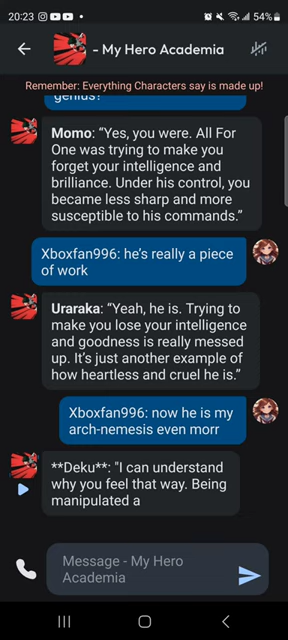 20:23 54%
- My Hero Academia
Remember: Everything Characters say is made up!
genius?
Momo: “Yes, you were. All For
One was trying to make you
forget your intelligence and
brilliance. Under his control, you
became less sharp and more
susceptible to his commands.”
Xboxfan996: he's really a piece
of work
Uraraka: “Yeah, he is. Trying to
make you lose your intelligence
and goodness is really messed
up. It's just another example of
how heartless and cruel he is.”
Xboxfan996: now he is my
arch-nemesis even morr
**Deku**: "I can understand
why you feel that way. Being
manipulated a
Message - My Hero
Academia